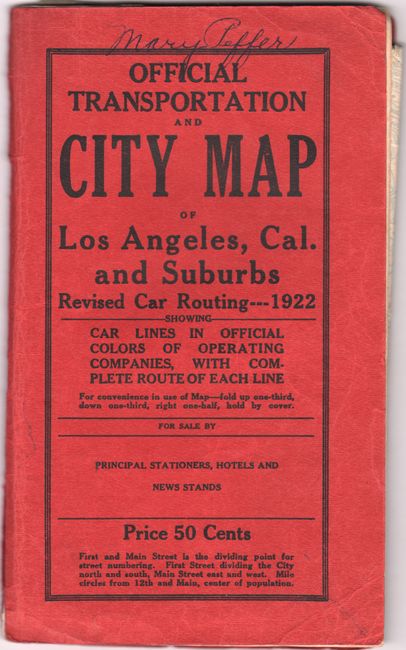 Mary Peffer
OFFICIAL
TRANSPORTATION
AND
CITY MAP
OF
Los Angeles, Cal.
and Suburbs
Revised Car Routing---1922
SHOWING
CAR LINES IN OFFICIAL
COLORS OF OPERATING
COMPANIES, WITH COM-
PLETE ROUTE OF EACH LINE
For convenience in use of Map—fold up one-third,
down one-third, right one-half, hold by cover.
FOR SALE BY
PRINCIPAL STATIONERS, HOTELS AND
NEWS STANDS
Price 50 Cents
First and Main Street is the dividing point for
street numbering. First Street dividing the City
north and south, Main Street east and west. Mile
circles from 12th and Main, center of population.